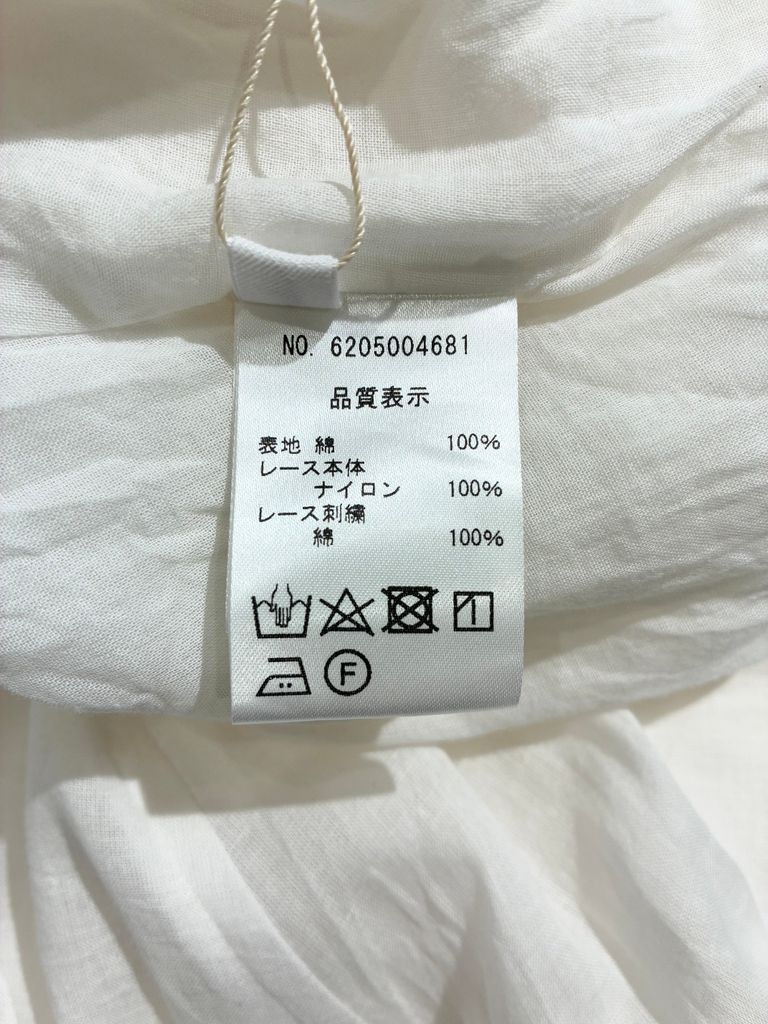 NO. 6205004681
品質表示
表地 綿 100%
レース本体
ナイロン 100%
レース刺繍
綿 100%
F